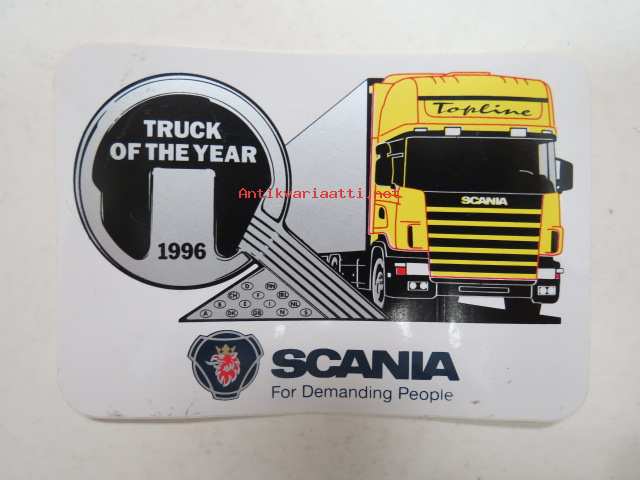 TRUCK
OF THE YEAR
1996
Topline
SCANIA
Antikvariaatti.net
SCANIA
For Demanding People